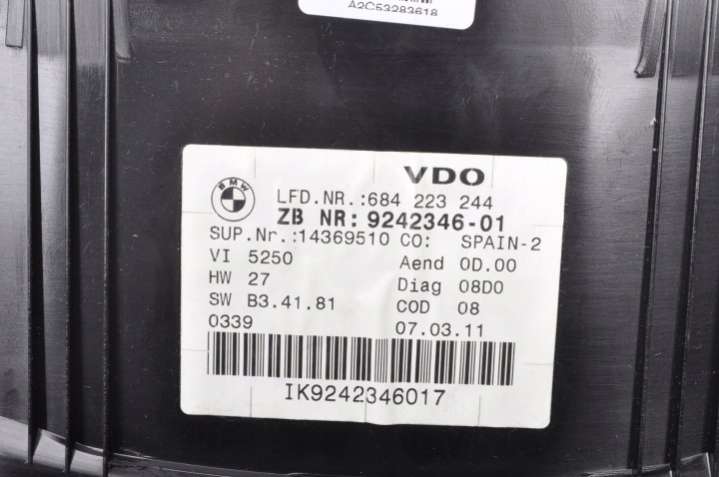 A2C53283618
VDO
BMW
LFD.NR.:684 223 244
ZB NR: 9242346-01
SUP.Nr.:14369510 CO: SPAIN-2
VI 5250 Aend 0D.00
HW 27 Diag 08D0
SW B3.41.81 COD 08
0339 07.03.11
IK9242346017